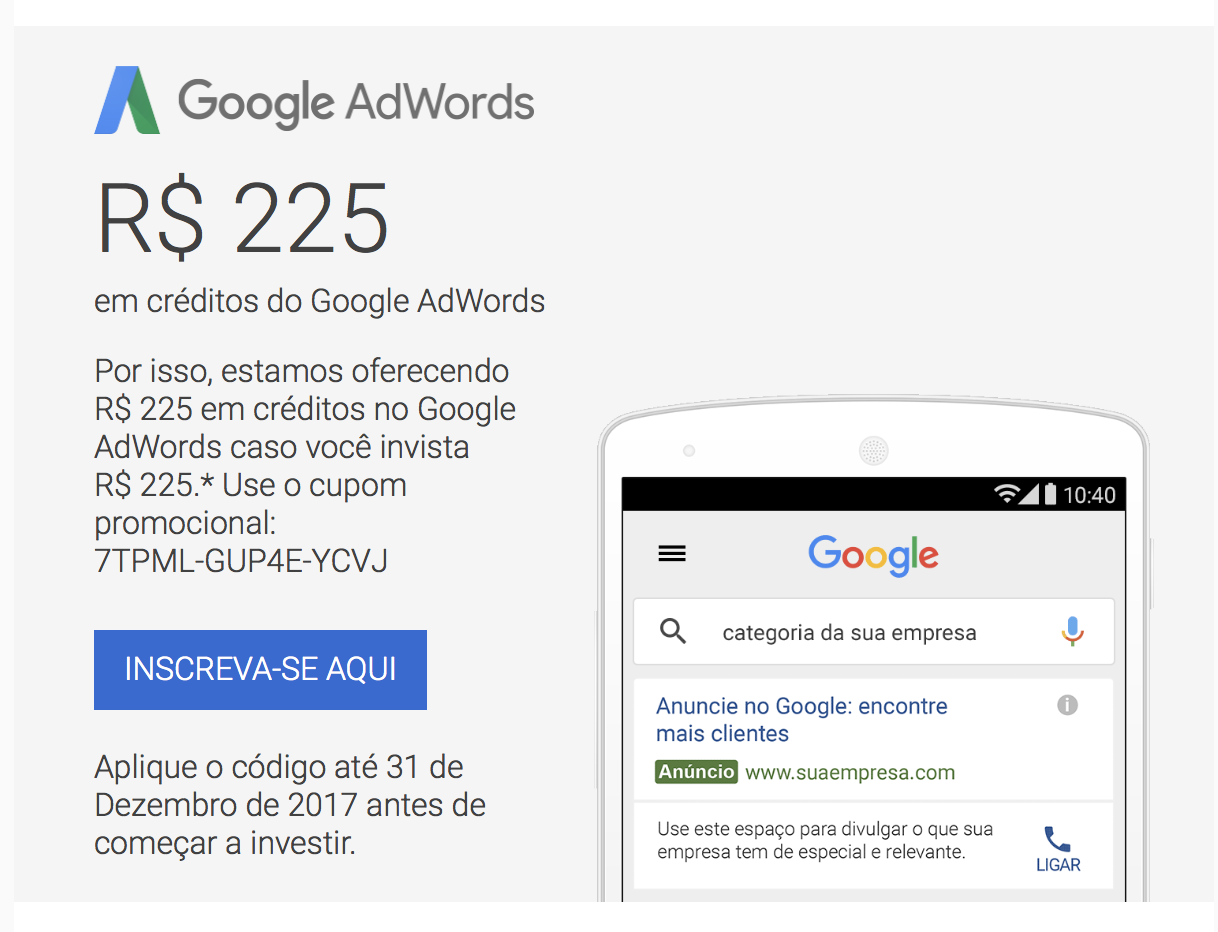 Google AdWords
R$ 225
em créditos do Google AdWords
Por isso, estamos oferecendo
R$ 225 em créditos no Google
AdWords caso você invista
R$ 225.* Use o cupom
promocional:
7TPML-GUP4E-YCVJ
INSCREVA-SE AQUI
Aplique o código até 31 de
Dezembro de 2017 antes de
começar a investir.
10:40
Google
categoria da sua empresa
Anuncie no Google: encontre
mais clientes
Anúncio www.suaempresa.com
Use este espaço para divulgar o que sua
empresa tem de especial e relevante.
LIGAR